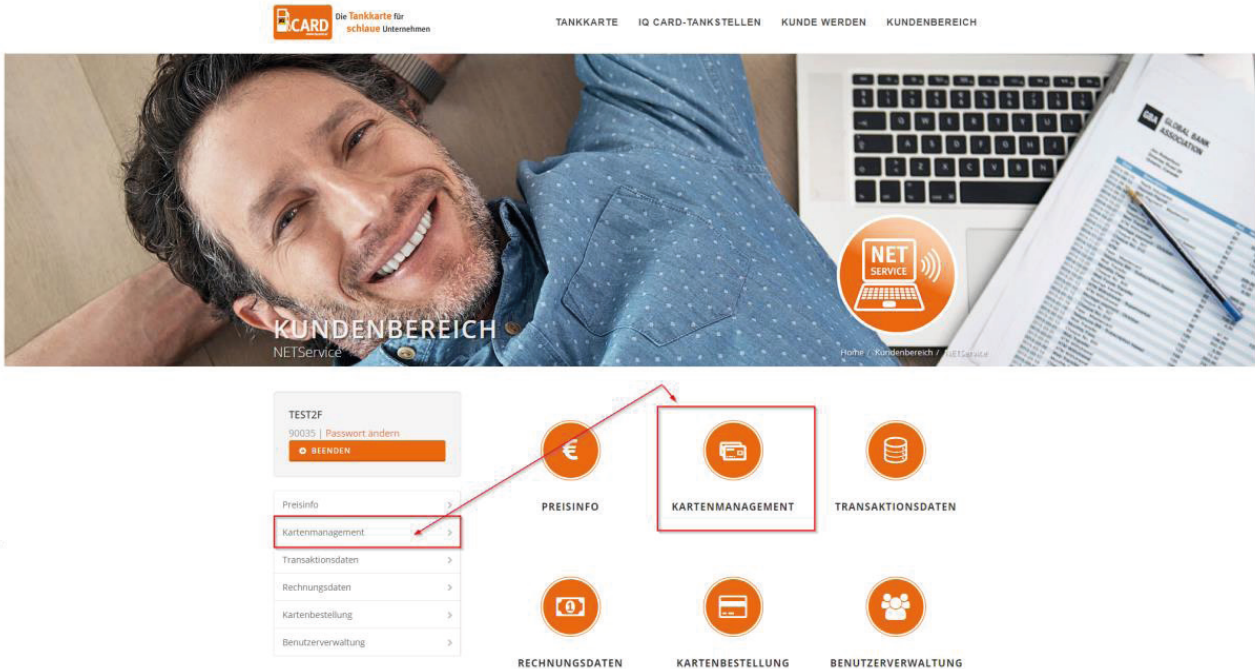 CARD
Die Tankkarte für
schlaue Unternehmen
TANKKARTE IQ CARD-TANKSTELLEN KUNDE WERDEN KUNDENBEREICH
GBA GLOBAL BANK
ASSOCIATION
NET
SERVICE
KUNDENBEREICH
NETService
Home / Kundenbereich / NETService
TEST2F
90035 | Passwort ändern
BEENDEN
Preisinfo
Kartenmanagement
Transaktionsdaten
Rechnungsdaten
Kartenbestellung
Benutzerverwaltung
€
PREISINFO
KARTENMANAGEMENT
TRANSAKTIONSDATEN
RECHNUNGSDATEN
KARTENBESTELLUNG
BENUTZERVERWALTUNG